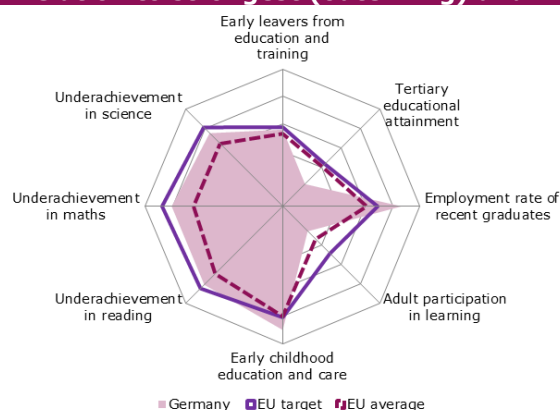 Early leavers from
education and
training
Tertiary
educational
attainment
Employment rate of
recent graduates
Adult participation
in learning
Early childhood
education and care
Underachievement
in reading
Underachievement
in maths
Underachievement
in science
Germany EU target EU average